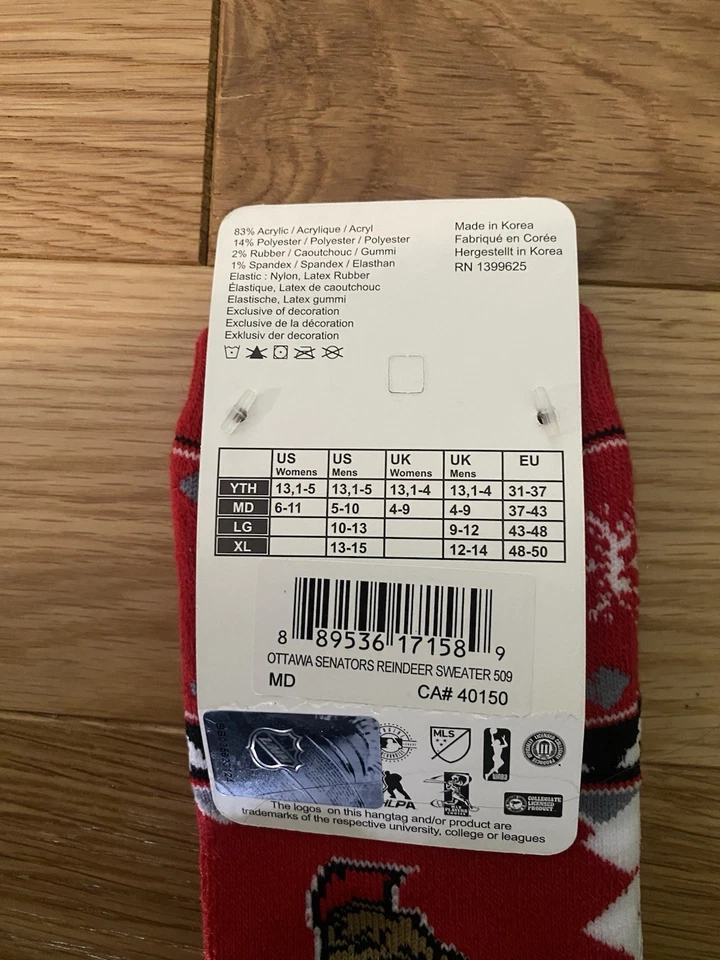 83% Acrylic / Acrylique / Acryl
14% Polyester / Polyester / Polyester
2% Rubber / Caoutchouc / Gummi
1% Spandex / Spandex / Elasthan
Elastic : Nylon, Latex Rubber
Élastique, Latex de caoutchouc
Elastische, Latex gummi
Exclusive of decoration
Exclusive de la décoration
Exklusiv der decoration
Made in Korea
Fabriqué en Corée
Hergestellt in Korea
RN 1399625
US Womens US Mens UK Womens UK Mens EU
YTH 13,1-5 13,1-5 13,1-4 13,1-4 31-37
MD 6-11 5-10 4-9 4-9 37-43
LG 10-13 9-12 43-48
XL 13-15 12-14 48-50
8 89536 17158 9
OTTAWA SENATORS REINDEER SWEATER 509
MD CA# 40150
NHL
MLS
WNBA
COLLEGIATE
LICENSED
PRODUCT
The logos on this hangtag and/or product are
trademarks of the respective university, college or leagues